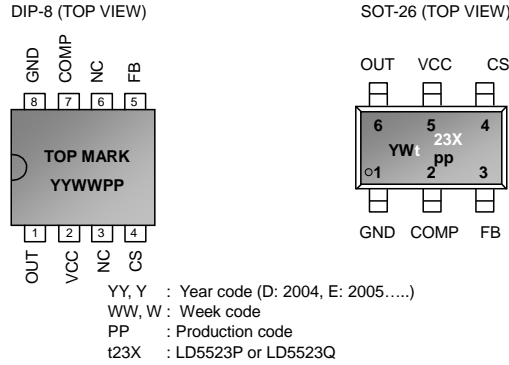 DIP-8 (TOP VIEW)
GND COMP NC FB
8 7 6 5
TOP MARK
YYWWPP
1 2 3 4
OUT VCC NC CS
SOT-26 (TOP VIEW)
OUT VCC CS
6 5 4
YWt 23X
pp
1 2 3
GND COMP FB
YY, Y : Year code (D: 2004, E: 2005…..)
WW, W : Week code
PP : Production code
t23X : LD5523P or LD5523Q